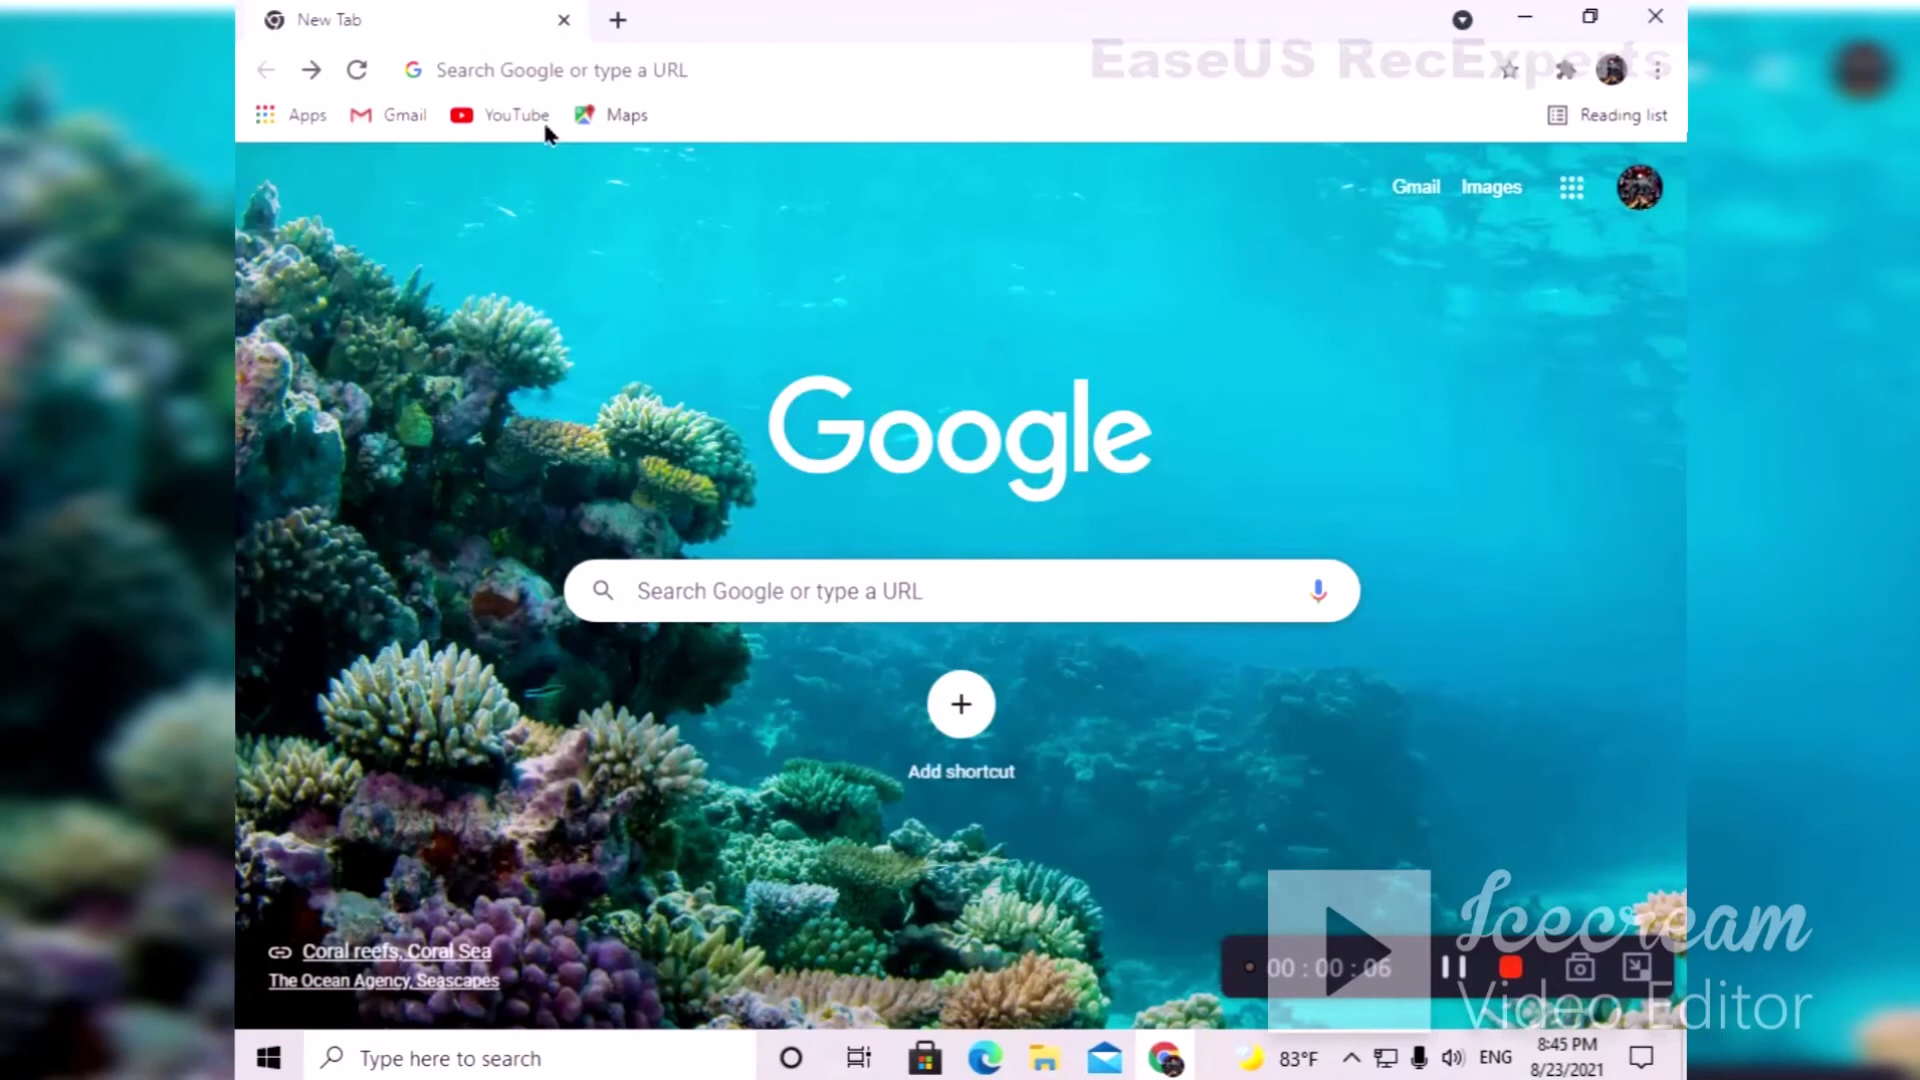 New Tab
EaseUS RecExperts
Search Google or type a URL
Apps Gmail YouTube Maps Reading list
Gmail Images
Google
Search Google or type a URL
Add shortcut
Coral reefs, Coral Sea
The Ocean Agency, Seascapes
Icecream
00 : 00 : 06
Video Editor
Type here to search
83°F ENG
8:45 PM
8/23/2021